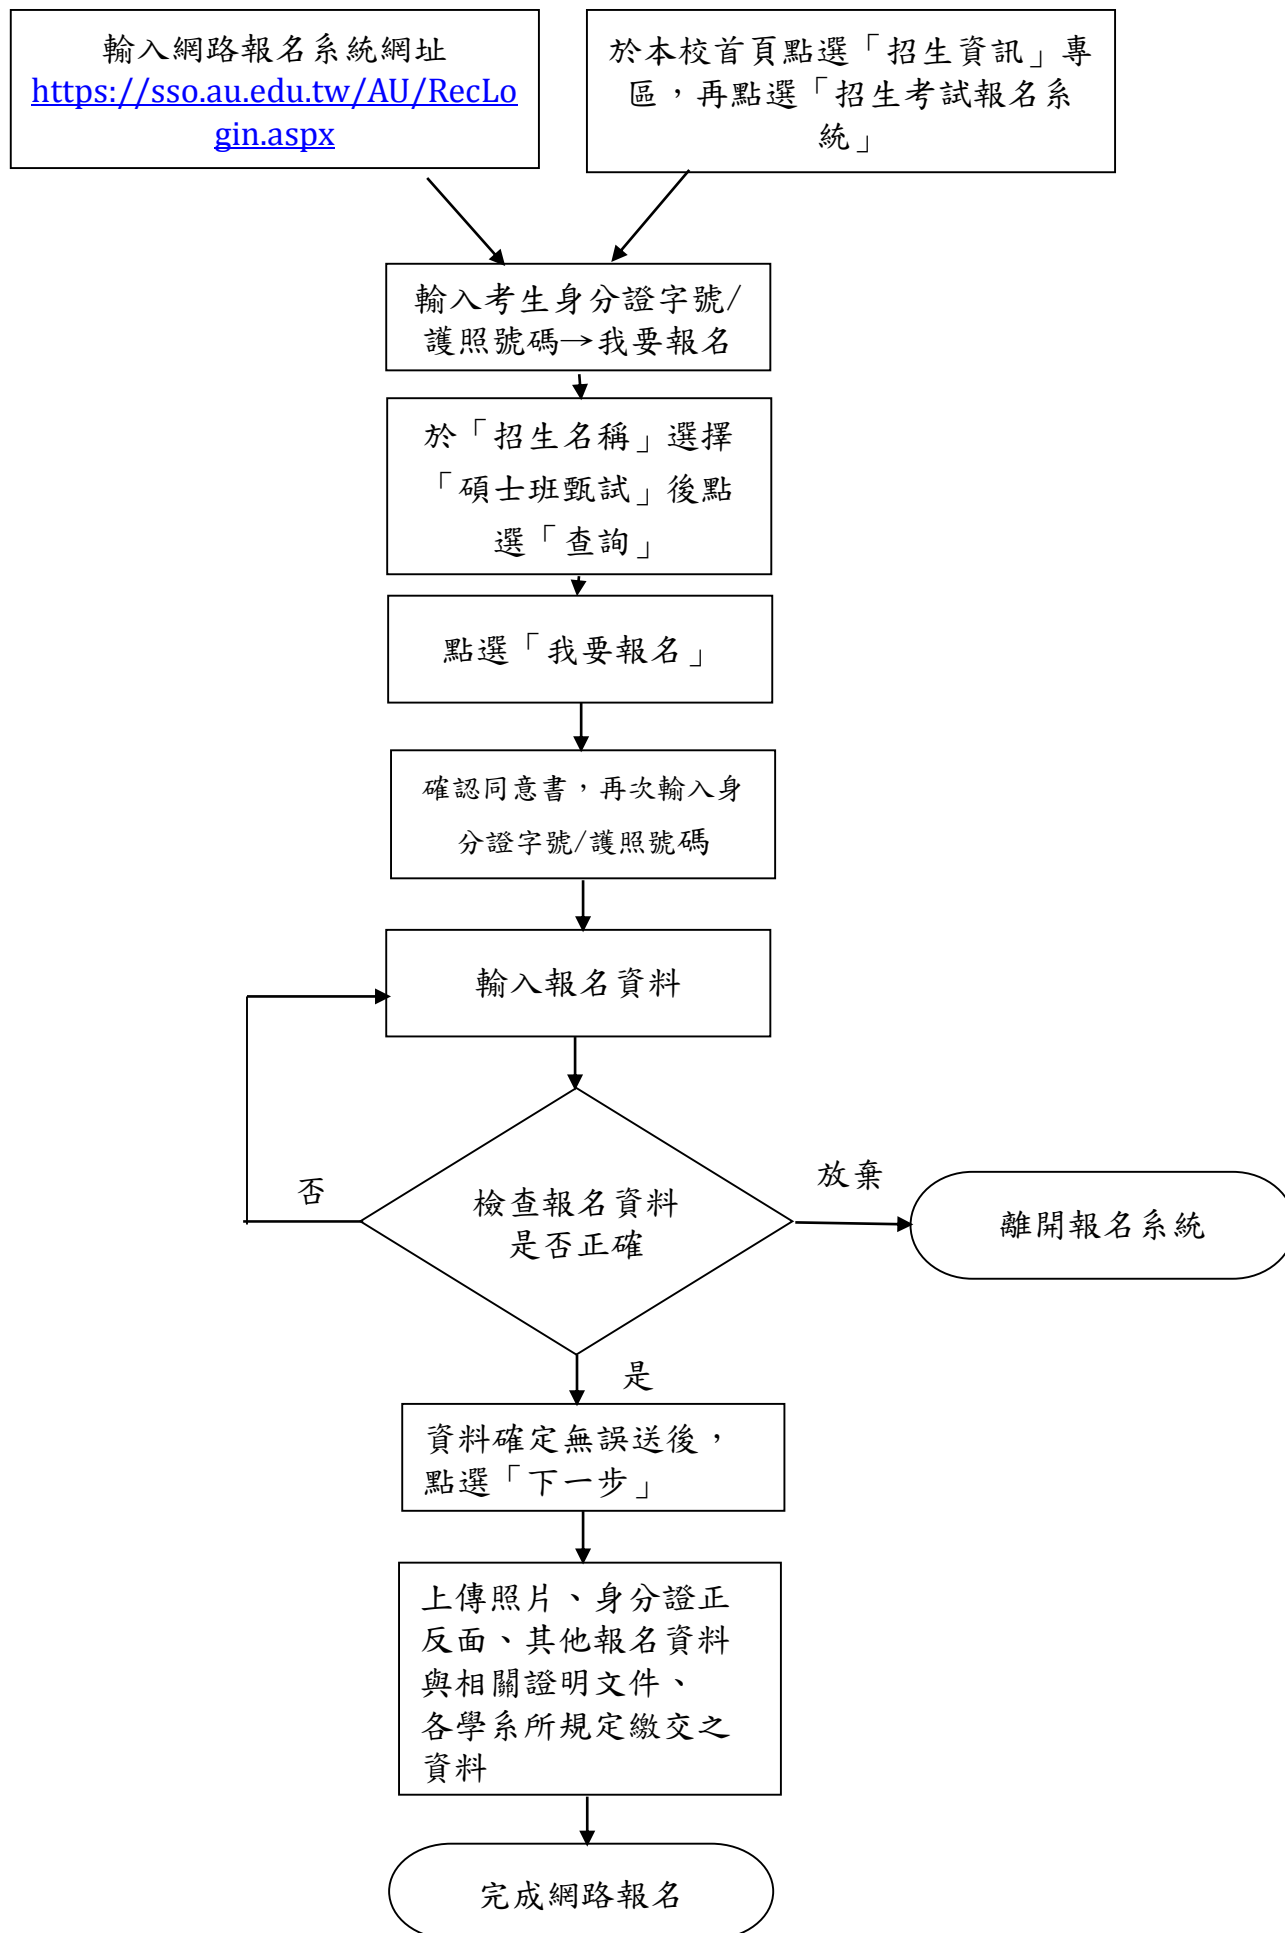 輸入網路報名系統網址
https://sso.au.edu.tw/AU/RecLo
gin.aspx
於本校首頁點選「招生資訊」專
區，再點選「招生考試報名系
統」
輸入考生身分證字號/
護照號碼→我要報名
於「招生名稱」選擇
「碩士班甄試」後點
選「查詢」
點選「我要報名」
確認同意書，再次輸入身
分證字號/護照號碼
輸入報名資料
檢查報名資料
是否正確
否
放棄
離開報名系統
是
資料確定無誤送後，
點選「下一步」
上傳照片、身分證正
反面、其他報名資料
與相關證明文件、
各學系所規定繳交之
資料
完成網路報名